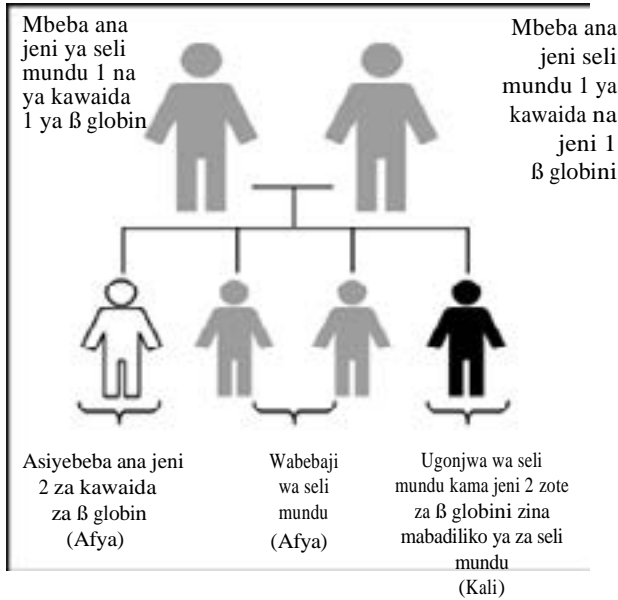 Mbeba ana
jeni ya seli
mundu 1 na
ya kawaida
1 ya ß globin
Mbeba ana
jeni seli
mundu 1 ya
kawaida na
jeni 1
ß globini
Asiyebeba ana jeni
2 za kawaida
za ß globin
(Afya)
Wabebaji
wa seli
mundu
(Afya)
Ugonjwa wa seli
mundu kama jeni 2 zote
za ß globini zina
mabadiliko ya za seli
mundu
(Kali)